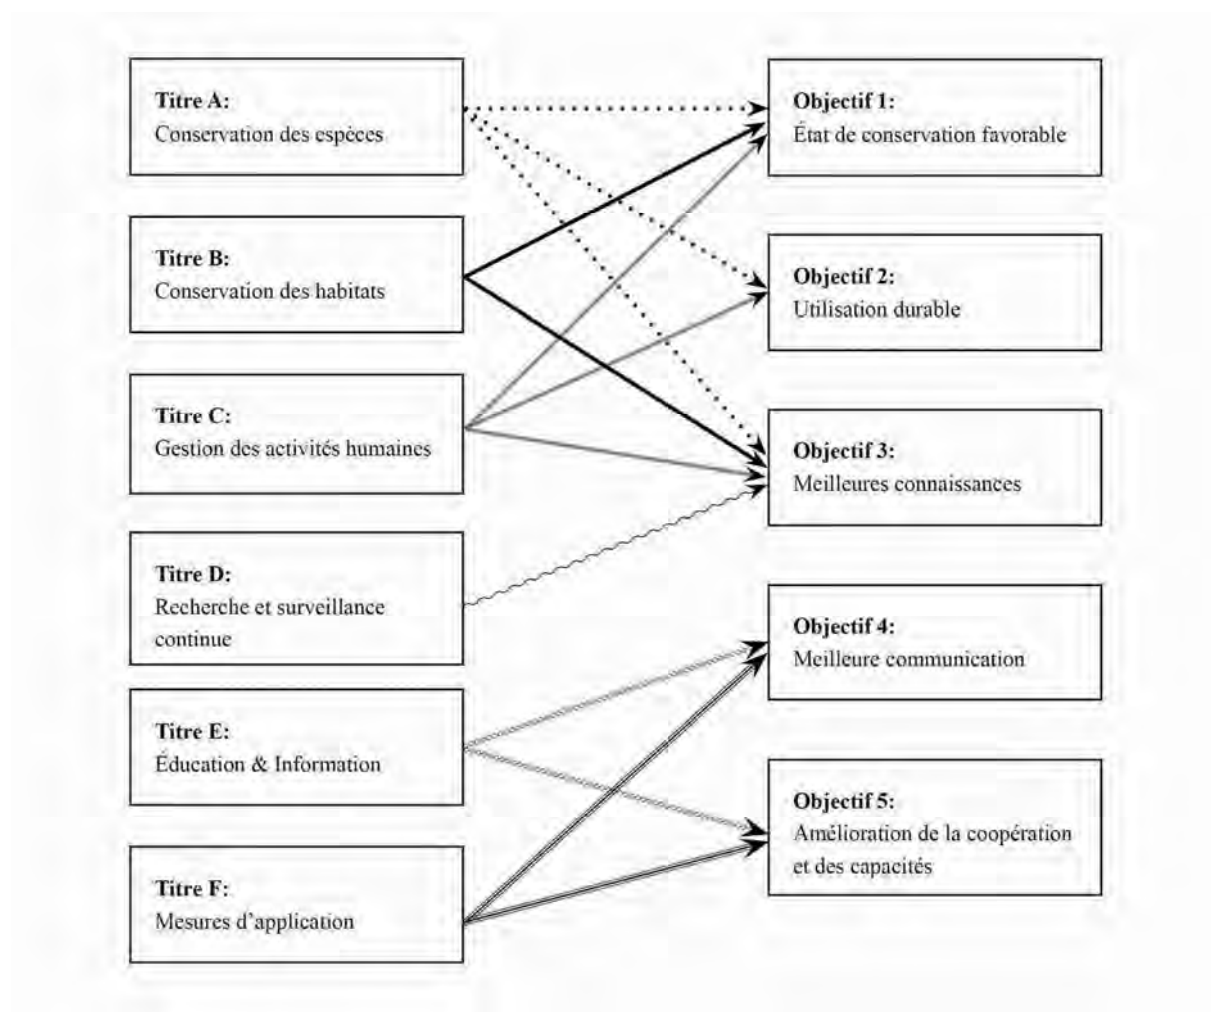 Titre A:
Conservation des espèces
Titre B:
Conservation des habitats
Titre C:
Gestion des activités humaines
Titre D:
Recherche et surveillance
continue
Titre E:
Éducation & Information
Titre F:
Mesures d'application
Objectif 1:
État de conservation favorable
Objectif 2:
Utilisation durable
Objectif 3:
Meilleures connaissances
Objectif 4:
Meilleure communication
Objectif 5:
Amélioration de la coopération
et des capacités